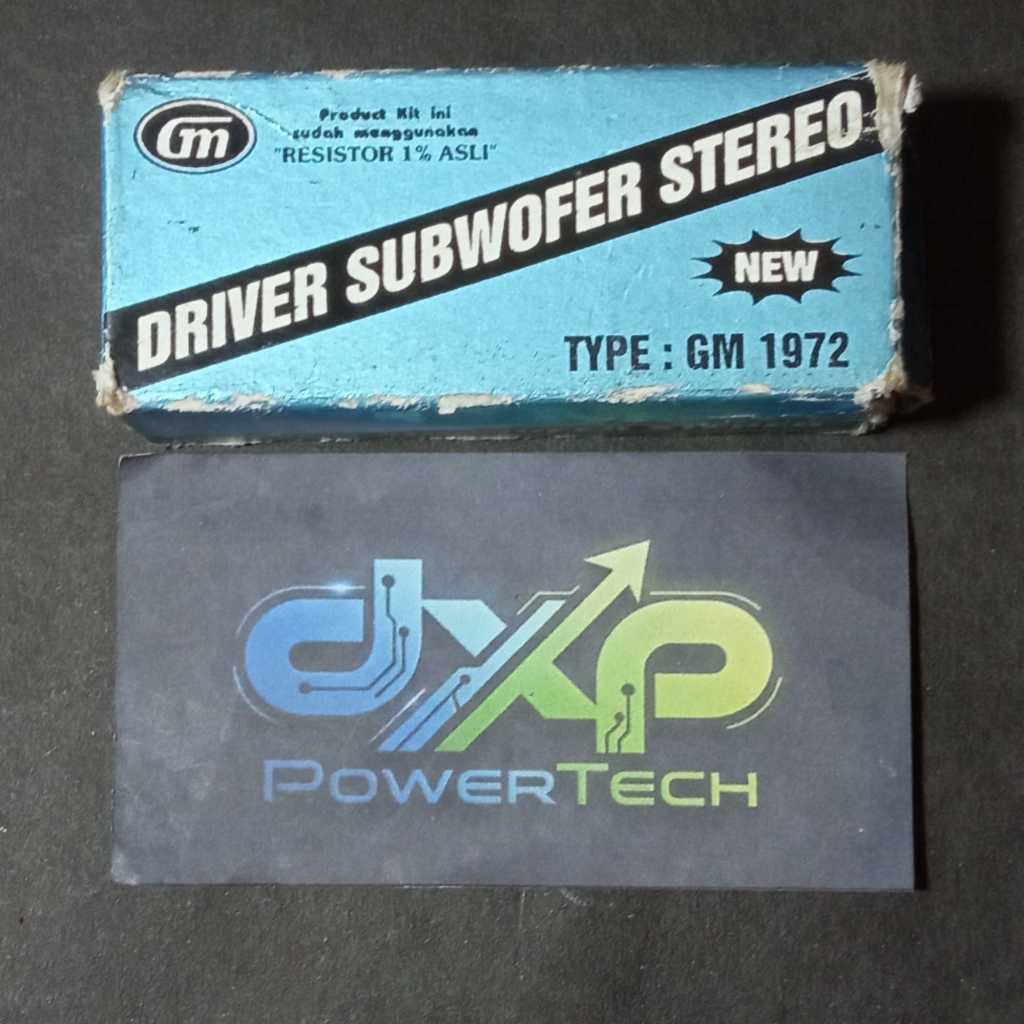 Gm
Product Kit ini
sudah menggunakan
"RESISTOR 1% ASLI"
DRIVER SUBWOFER STEREO
NEW
TYPE : GM 1972
dxp
POWERTECH